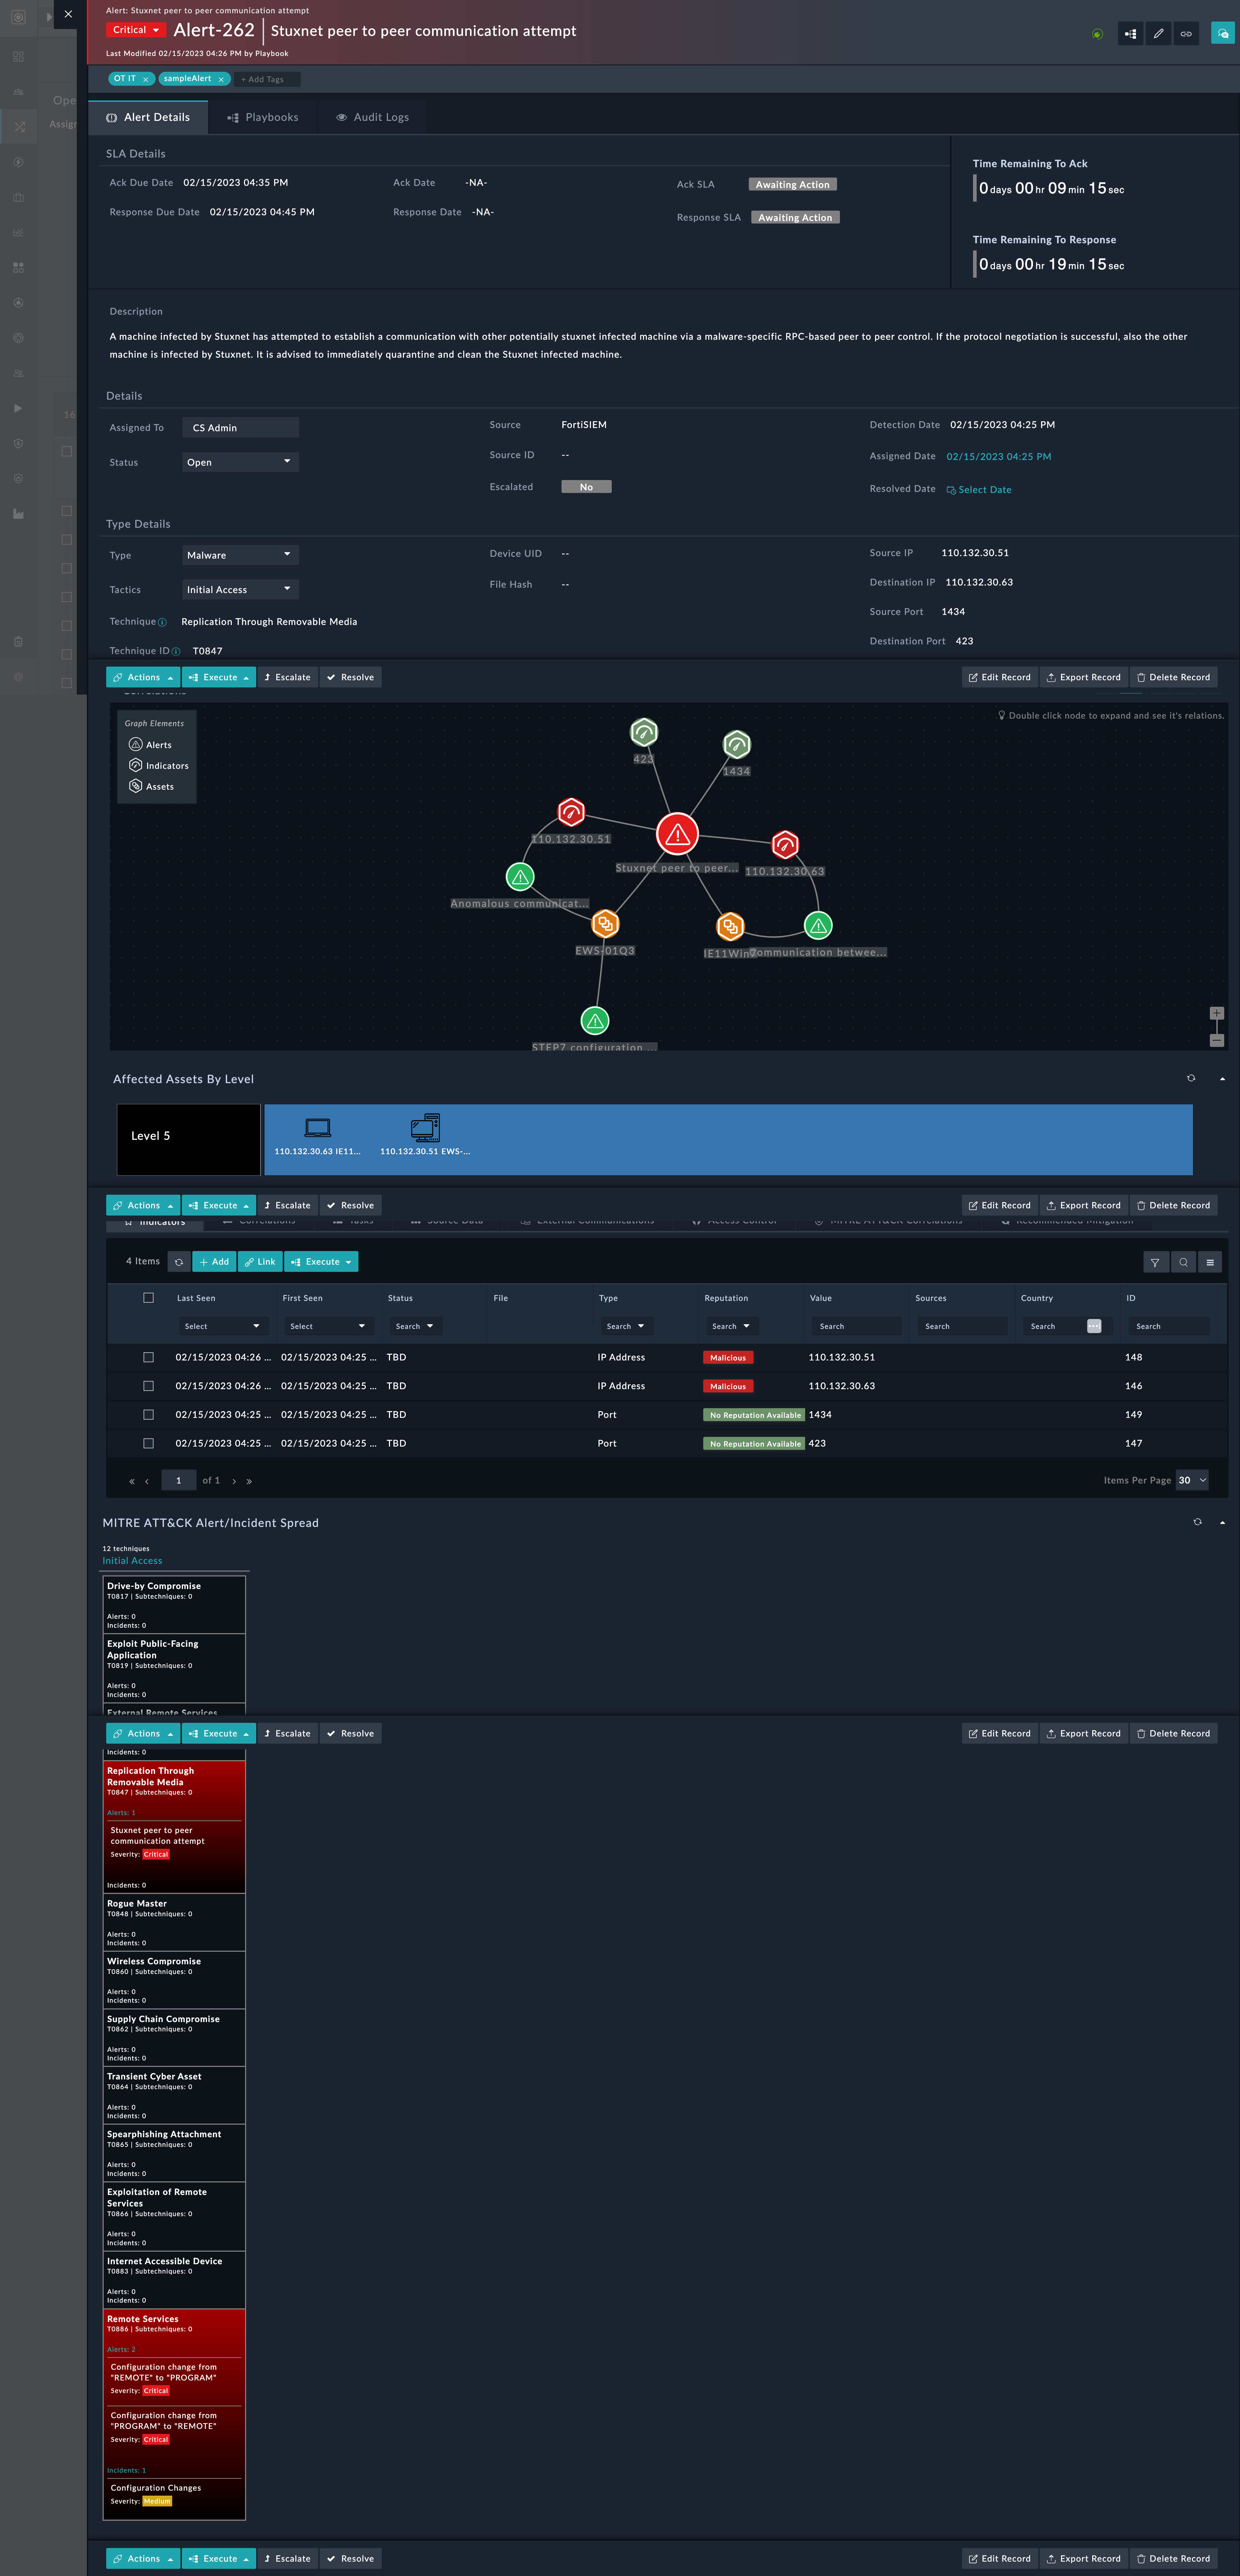 Alert: Stuxnet peer to peer communication attempt
Critical Alert-262 Stuxnet peer to peer communication attempt
Last Modified 02/15/2023 04:26 PM by Playbook
OT IT × sampleAlert × + Add Tags
Ope
Assigr
16
Alert Details Playbooks Audit Logs
SLA Details
Ack Due Date 02/15/2023 04:35 PM Ack Date -NA- Ack SLA Awaiting Action
Response Due Date 02/15/2023 04:45 PM Response Date -NA- Response SLA Awaiting Action
Time Remaining To Ack
0 days 00 hr 09 min 15 sec
Time Remaining To Response
0 days 00 hr 19 min 15 sec
Description
A machine infected by Stuxnet has attempted to establish a communication with other potentially stuxnet infected machine via a malware-specific RPC-based peer to peer control. If the protocol negotiation is successful, also the other
machine is infected by Stuxnet. It is advised to immediately quarantine and clean the Stuxnet infected machine.
Details
Assigned To CS Admin Source FortiSIEM Detection Date 02/15/2023 04:25 PM
Status Open Source ID -- Assigned Date 02/15/2023 04:25 PM
Escalated No Resolved Date Select Date
Type Details
Type Malware Device UID -- Source IP 110.132.30.51
Tactics Initial Access File Hash -- Destination IP 110.132.30.63
Technique Replication Through Removable Media Source Port 1434
Technique ID T0847 Destination Port 423
Actions Execute Escalate Resolve Edit Record Export Record Delete Record
Correlations
Graph Elements
Alerts
Indicators
Assets
Double click node to expand and see it's relations.
423
1434
110.132.30.51
Stuxnet peer to peer...
110.132.30.63
Anomalous communicat...
EWS-01Q3
IE11Win7
ommunication betwee...
STEP7 configuration ...
Affected Assets By Level
Level 5
110.132.30.63 IE11... 110.132.30.51 EWS-...
Actions Execute Escalate Resolve Edit Record Export Record Delete Record
Indicators Correlations Tasks Source Data External Communications Access Control MITRE ATT&CK Correlations Recommended Mitigation
4 Items + Add Link Execute
Last Seen First Seen Status File Type Reputation Value Sources Country ID
Select Select Search Search Search Search Search Search Search
02/15/2023 04:26 ... 02/15/2023 04:25 ... TBD IP Address Malicious 110.132.30.51 148
02/15/2023 04:26 ... 02/15/2023 04:25 ... TBD IP Address Malicious 110.132.30.63 146
02/15/2023 04:25 ... 02/15/2023 04:25 ... TBD Port No Reputation Available 1434 149
02/15/2023 04:25 ... 02/15/2023 04:25 ... TBD Port No Reputation Available 423 147
« ‹ 1 of 1 › » Items Per Page 30
MITRE ATT&CK Alert/Incident Spread
12 techniques
Initial Access
Drive-by Compromise
T0817 | Subtechniques: 0
Alerts: 0
Incidents: 0
Exploit Public-Facing
Application
T0819 | Subtechniques: 0
Alerts: 0
Incidents: 0
External Remote Services
Actions Execute Escalate Resolve Edit Record Export Record Delete Record
Incidents: 0
Replication Through
Removable Media
T0847 | Subtechniques: 0
Alerts: 1
Stuxnet peer to peer
communication attempt
Severity: Critical
Incidents: 0
Rogue Master
T0848 | Subtechniques: 0
Alerts: 0
Incidents: 0
Wireless Compromise
T0860 | Subtechniques: 0
Alerts: 0
Incidents: 0
Supply Chain Compromise
T0862 | Subtechniques: 0
Alerts: 0
Incidents: 0
Transient Cyber Asset
T0864 | Subtechniques: 0
Alerts: 0
Incidents: 0
Spearphishing Attachment
T0865 | Subtechniques: 0
Alerts: 0
Incidents: 0
Exploitation of Remote
Services
T0866 | Subtechniques: 0
Alerts: 0
Incidents: 0
Internet Accessible Device
T0883 | Subtechniques: 0
Alerts: 0
Incidents: 0
Remote Services
T0886 | Subtechniques: 0
Alerts: 2
Configuration change from
"REMOTE" to "PROGRAM"
Severity: Critical
Configuration change from
"PROGRAM" to "REMOTE"
Severity: Critical
Incidents: 1
Configuration Changes
Severity: Medium
Actions Execute Escalate Resolve Edit Record Export Record Delete Record